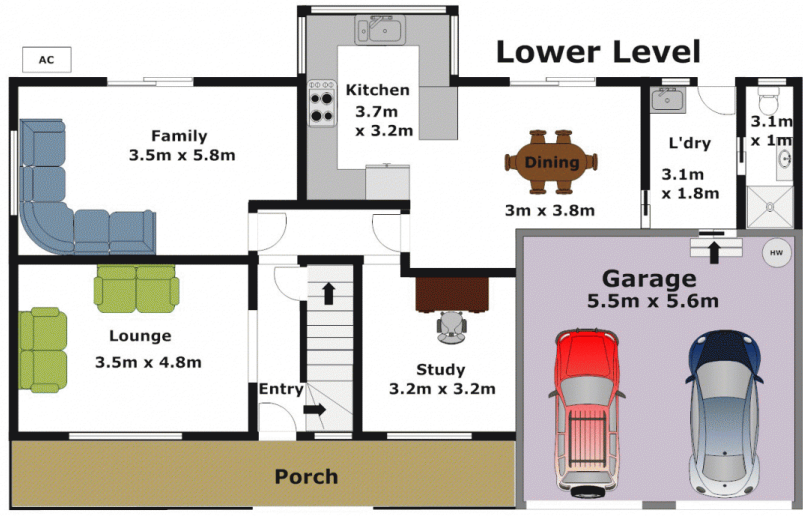 Lower Level
AC
Kitchen
3.7m
x 3.2m
Family
3.5m x 5.8m
Dining
3m x 3.8m
L'dry
3.1m
x 1.8m
3.1m
x 1m
HW
Garage
5.5m x 5.6m
Lounge
3.5m x 4.8m
Entry
Study
3.2m x 3.2m
Porch